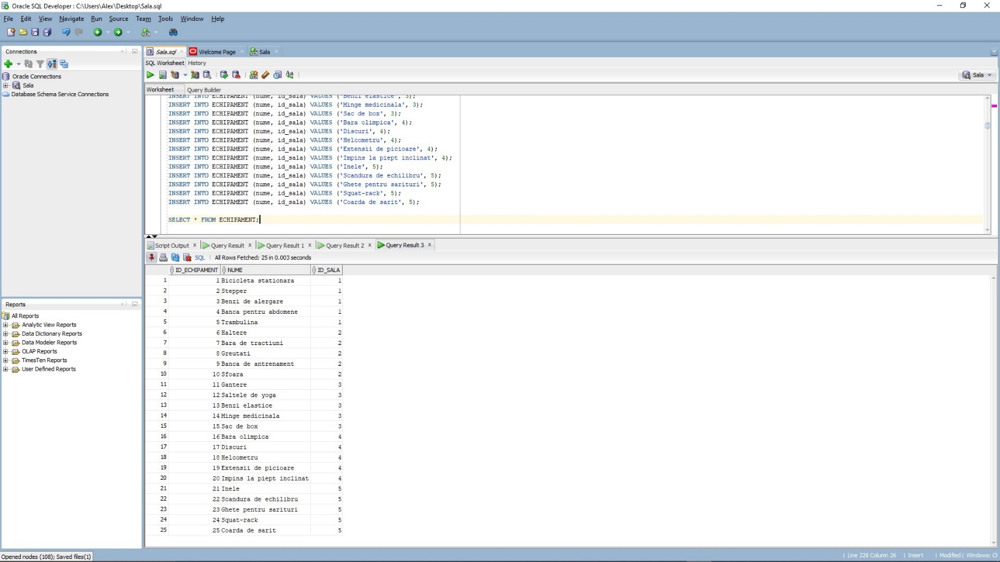 Oracle SQL Developer : C:\Users\Alex\Desktop\Sala.sql
File Edit View Navigate Run Source Team Tools Window Help
Connections
Oracle Connections
Sala
Database Schema Service Connections
Reports
All Reports
Analytic View Reports
Data Dictionary Reports
Data Modeler Reports
OLAP Reports
TimesTen Reports
User Defined Reports
Sala.sql Welcome Page Sala
SQL Worksheet History
Sala
Worksheet Query Builder
INSERT INTO ECHIPAMENT (nume, id_sala) VALUES ('Benzi elastice', 3);
INSERT INTO ECHIPAMENT (nume, id_sala) VALUES ('Minge medicinala', 3);
INSERT INTO ECHIPAMENT (nume, id_sala) VALUES ('Sac de box', 3);
INSERT INTO ECHIPAMENT (nume, id_sala) VALUES ('Bara olimpica', 4);
INSERT INTO ECHIPAMENT (nume, id_sala) VALUES ('Discuri', 4);
INSERT INTO ECHIPAMENT (nume, id_sala) VALUES ('Helcometru', 4);
INSERT INTO ECHIPAMENT (nume, id_sala) VALUES ('Extensii de picioare', 4);
INSERT INTO ECHIPAMENT (nume, id_sala) VALUES ('Impins la piept inclinat', 4);
INSERT INTO ECHIPAMENT (nume, id_sala) VALUES ('Inele', 5);
INSERT INTO ECHIPAMENT (nume, id_sala) VALUES ('Scandura de echilibru', 5);
INSERT INTO ECHIPAMENT (nume, id_sala) VALUES ('Ghete pentru sarituri', 5);
INSERT INTO ECHIPAMENT (nume, id_sala) VALUES ('Squat-rack', 5);
INSERT INTO ECHIPAMENT (nume, id_sala) VALUES ('Coarda de sarit', 5);
SELECT * FROM ECHIPAMENT;
Script Output Query Result Query Result 1 Query Result 2 Query Result 3
SQL All Rows Fetched: 25 in 0.003 seconds
ID_ECHIPAMENT NUME ID_SALA
1 1 Bicicleta stationara 1
2 2 Stepper 1
3 3 Benzi de alergare 1
4 4 Banca pentru abdomene 1
5 5 Trambulina 1
6 6 Haltere 2
7 7 Bara de tractiuni 2
8 8 Greutati 2
9 9 Banca de antrenament 2
10 10 Sfoara 2
11 11 Gantere 3
12 12 Saltele de yoga 3
13 13 Benzi elastice 3
14 14 Minge medicinala 3
15 15 Sac de box 3
16 16 Bara olimpica 4
17 17 Discuri 4
18 18 Helcometru 4
19 19 Extensii de picioare 4
20 20 Impins la piept inclinat 4
21 21 Inele 5
22 22 Scandura de echilibru 5
23 23 Ghete pentru sarituri 5
24 24 Squat-rack 5
25 25 Coarda de sarit 5
Opened nodes (108); Saved files(1)
Line 228 Column 26 | Insert | Modified | Windows: CF